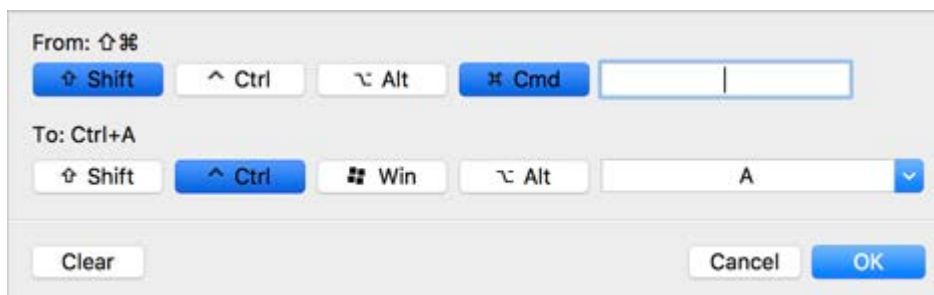 From: ⇧⌘
⇧ Shift ^ Ctrl ⌥ Alt ⌘ Cmd
To: Ctrl+A
⇧ Shift ^ Ctrl Win ⌥ Alt A
Clear Cancel OK